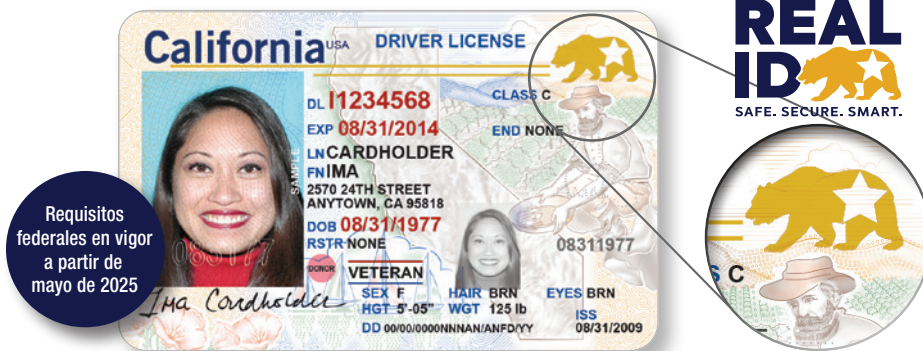 California USA DRIVER LICENSE
DL I1234568 CLASS C
EXP 08/31/2014 END NONE
LN CARDHOLDER
FN IMA
2570 24TH STREET
ANYTOWN, CA 95818
DOB 08/31/1977
RSTR NONE 08311977
SAMPLE
083177
DONOR
VETERAN
SEX F HAIR BRN EYES BRN
HGT 5'-05" WGT 125 lb ISS
DD 00/00/0000NNNAN/ANFD/YY 08/31/2009
Ima Cardholder
Requisitos
federales en vigor
a partir de
mayo de 2025
REAL
ID
SAFE. SECURE. SMART.
S C